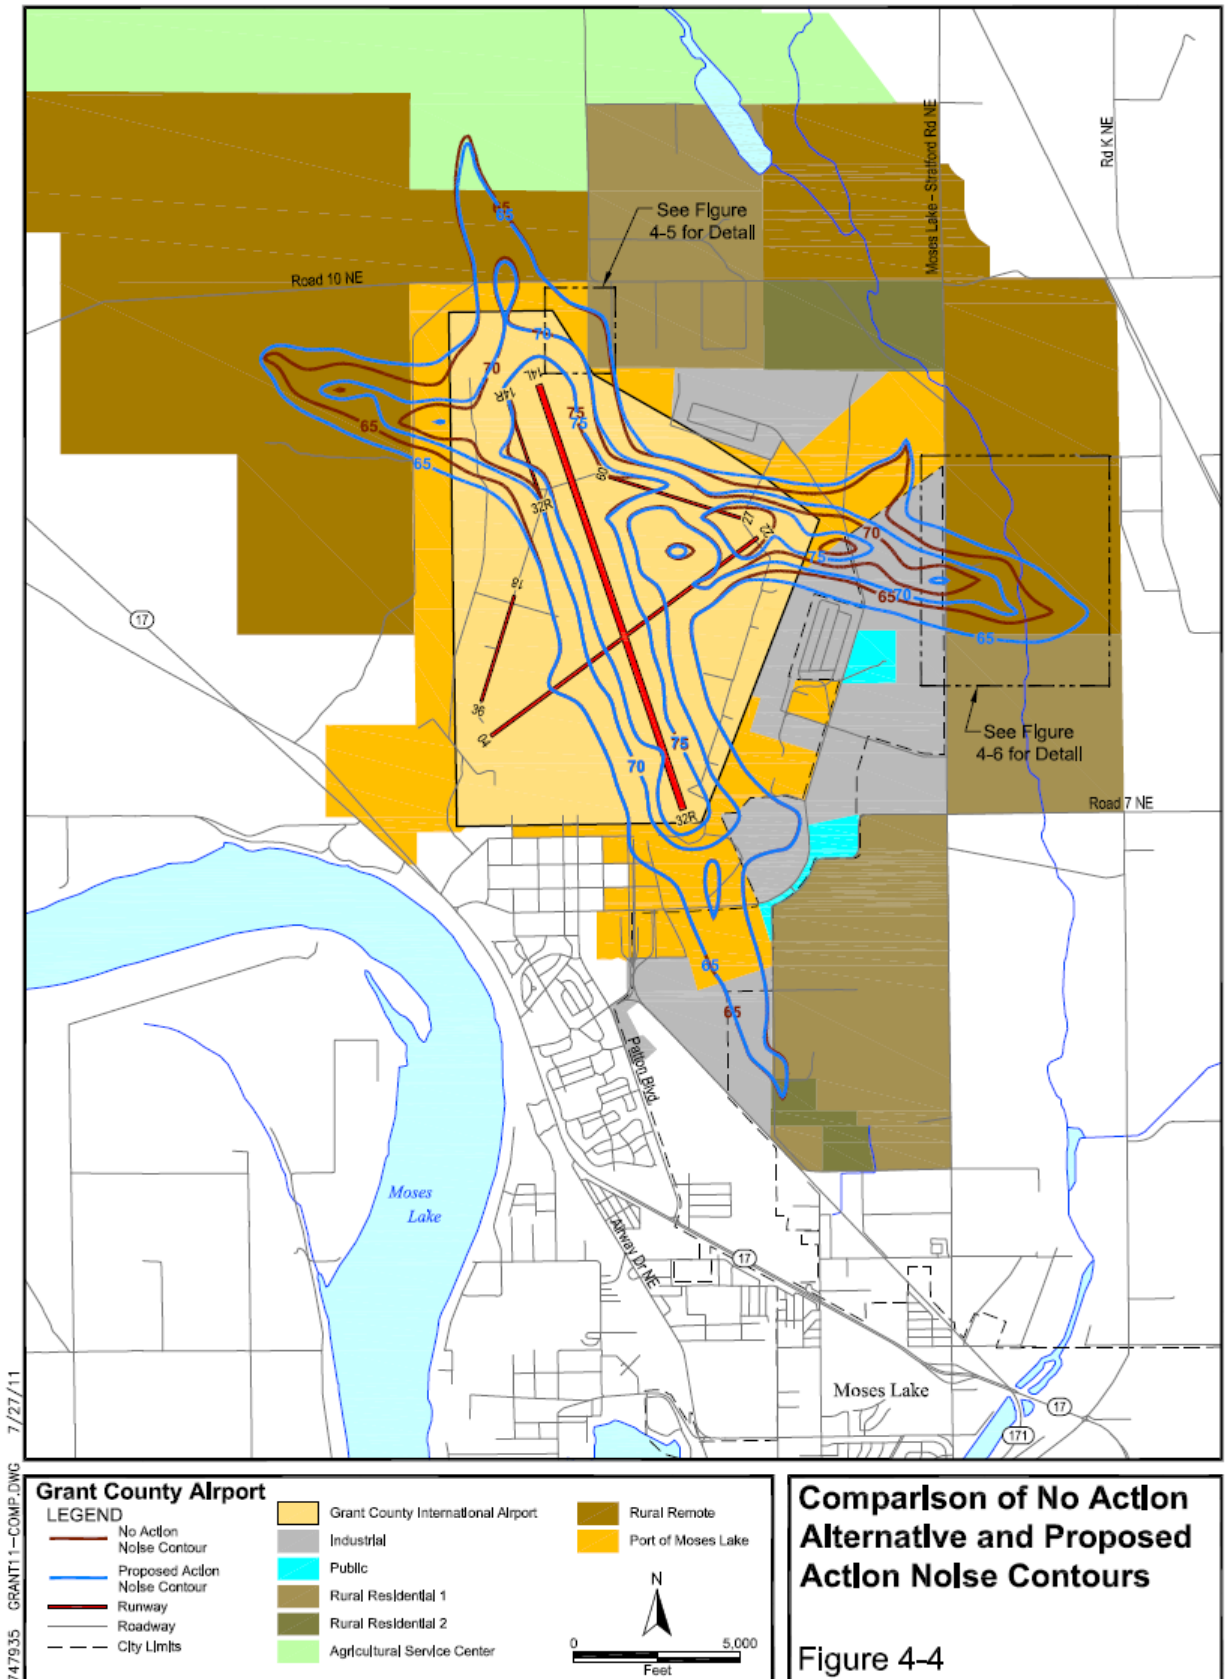 Moses Lake - Stratford Rd NE
Rd K NE
65
65
See Figure
4-5 for Detail
Road 10 NE
70
70
14L
14R
75
75
65
65
09
32R
27
22
70
75
65
70
65
18
17
36
04
See Figure
4-6 for Detail
75
70
Road 7 NE
32R
65
65
Patton Blvd.
Moses
Lake
Airway Dr NE
17
Moses Lake
17
171
747935 GRANT11-COMP.DWG 7/27/11
Grant County Airport
LEGEND
No Action
Noise Contour
Proposed Action
Noise Contour
Runway
Roadway
City Limits
Grant County International Airport
Industrial
Public
Rural Residential 1
Rural Residential 2
Agricultural Service Center
Rural Remote
Port of Moses Lake
N
0 5,000
Feet
Comparison of No Action
Alternative and Proposed
Action Noise Contours
Figure 4-4